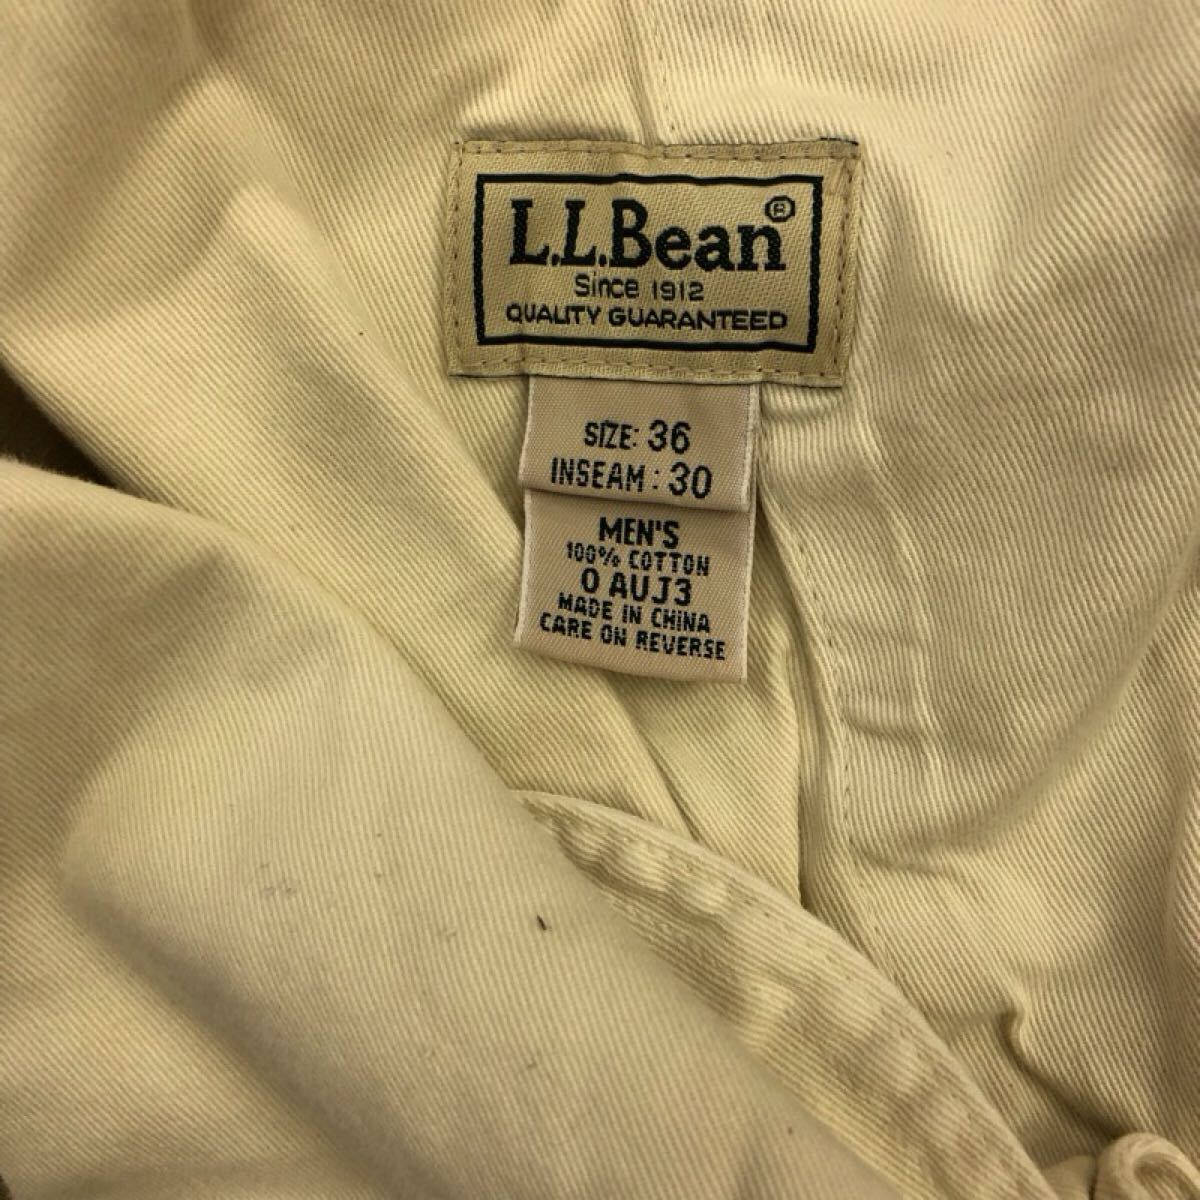 L.L.Bean®
Since 1912
QUALITY GUARANTEED
SIZE: 36
INSEAM: 30
MEN'S
100% COTTON
0 AUJ3
MADE IN CHINA
CARE ON REVERSE